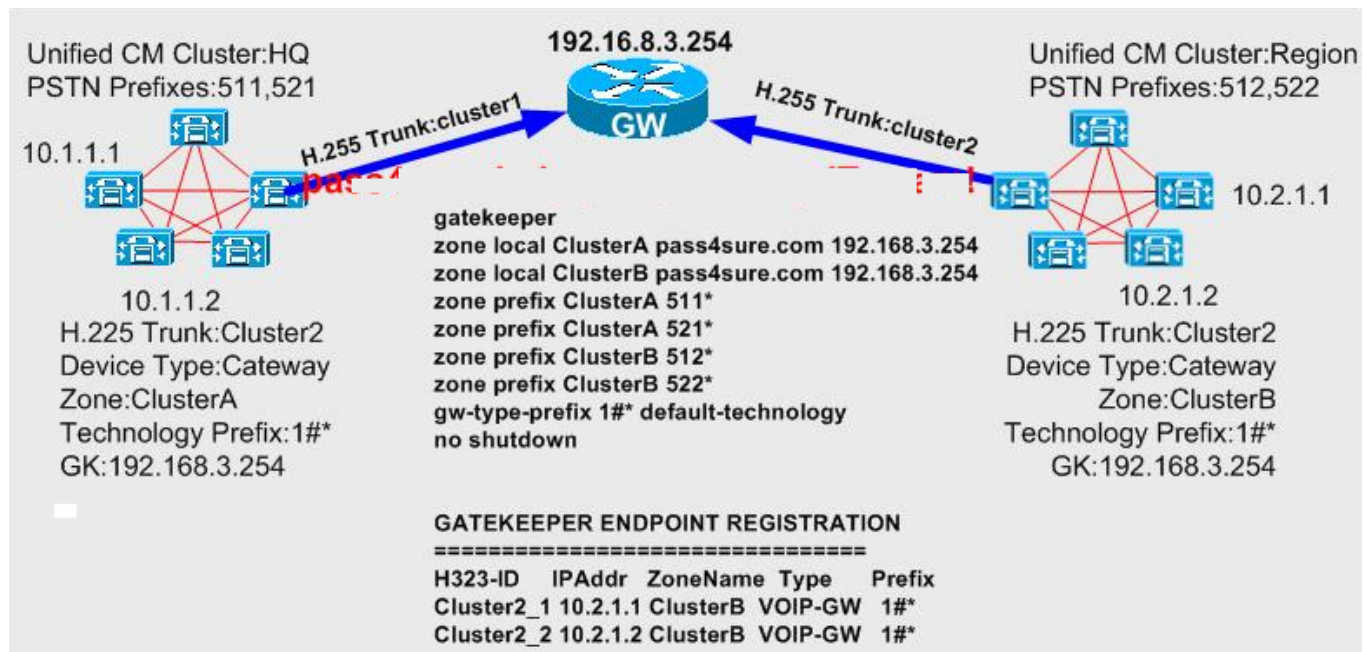 Unified CM Cluster:HQ
PSTN Prefixes:511,521
10.1.1.1
10.1.1.2
H.225 Trunk:Cluster2
Device Type:Cateway
Zone:ClusterA
Technology Prefix:1#*
GK:192.168.3.254
H.255 Trunk:cluster1
192.16.8.3.254
GW
H.255 Trunk:cluster2
gatekeeper
zone local ClusterA pass4sure.com 192.168.3.254
zone local ClusterB pass4sure.com 192.168.3.254
zone prefix ClusterA 511*
zone prefix ClusterA 521*
zone prefix ClusterB 512*
zone prefix ClusterB 522*
gw-type-prefix 1#* default-technology
no shutdown
GATEKEEPER ENDPOINT REGISTRATION
================================
H323-ID IPAddr ZoneName Type Prefix
Cluster2_1 10.2.1.1 ClusterB VOIP-GW 1#*
Cluster2_2 10.2.1.2 ClusterB VOIP-GW 1#*
Unified CM Cluster:Region
PSTN Prefixes:512,522
10.2.1.1
10.2.1.2
H.225 Trunk:Cluster2
Device Type:Cateway
Zone:ClusterB
Technology Prefix:1#*
GK:192.168.3.254